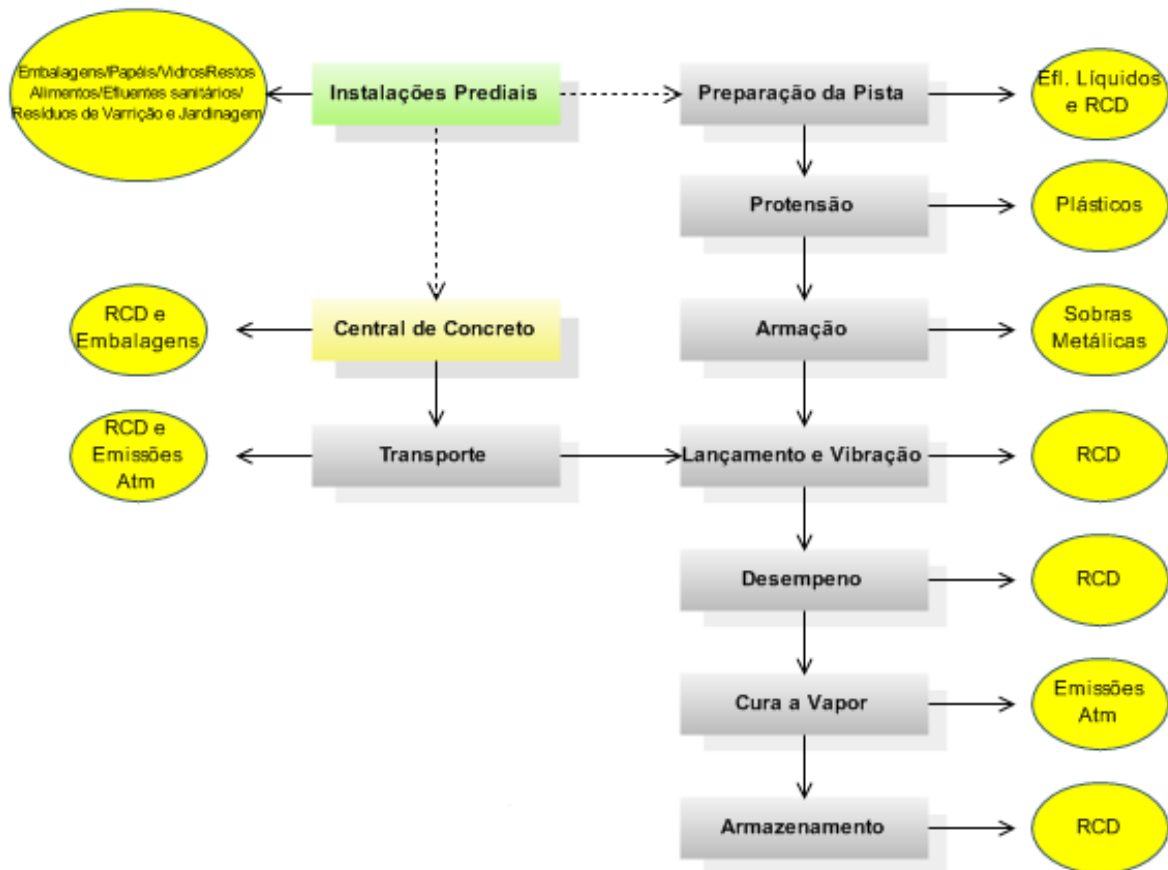 Embalagens/Papéis/VidrosRestos
Alimentos/Efluentes sanitários/
Resíduos de Varrição e Jardinagem
Instalações Prediais
Preparação da Pista
Efl. Líquidos
e RCD
Protensão
Plásticos
RCD e
Embalagens
Central de Concreto
Armação
Sobras
Metálicas
RCD e
Emissões
Atm
Transporte
Lançamento e Vibração
RCD
Desempeno
RCD
Cura a Vapor
Emissões
Atm
Armazenamento
RCD